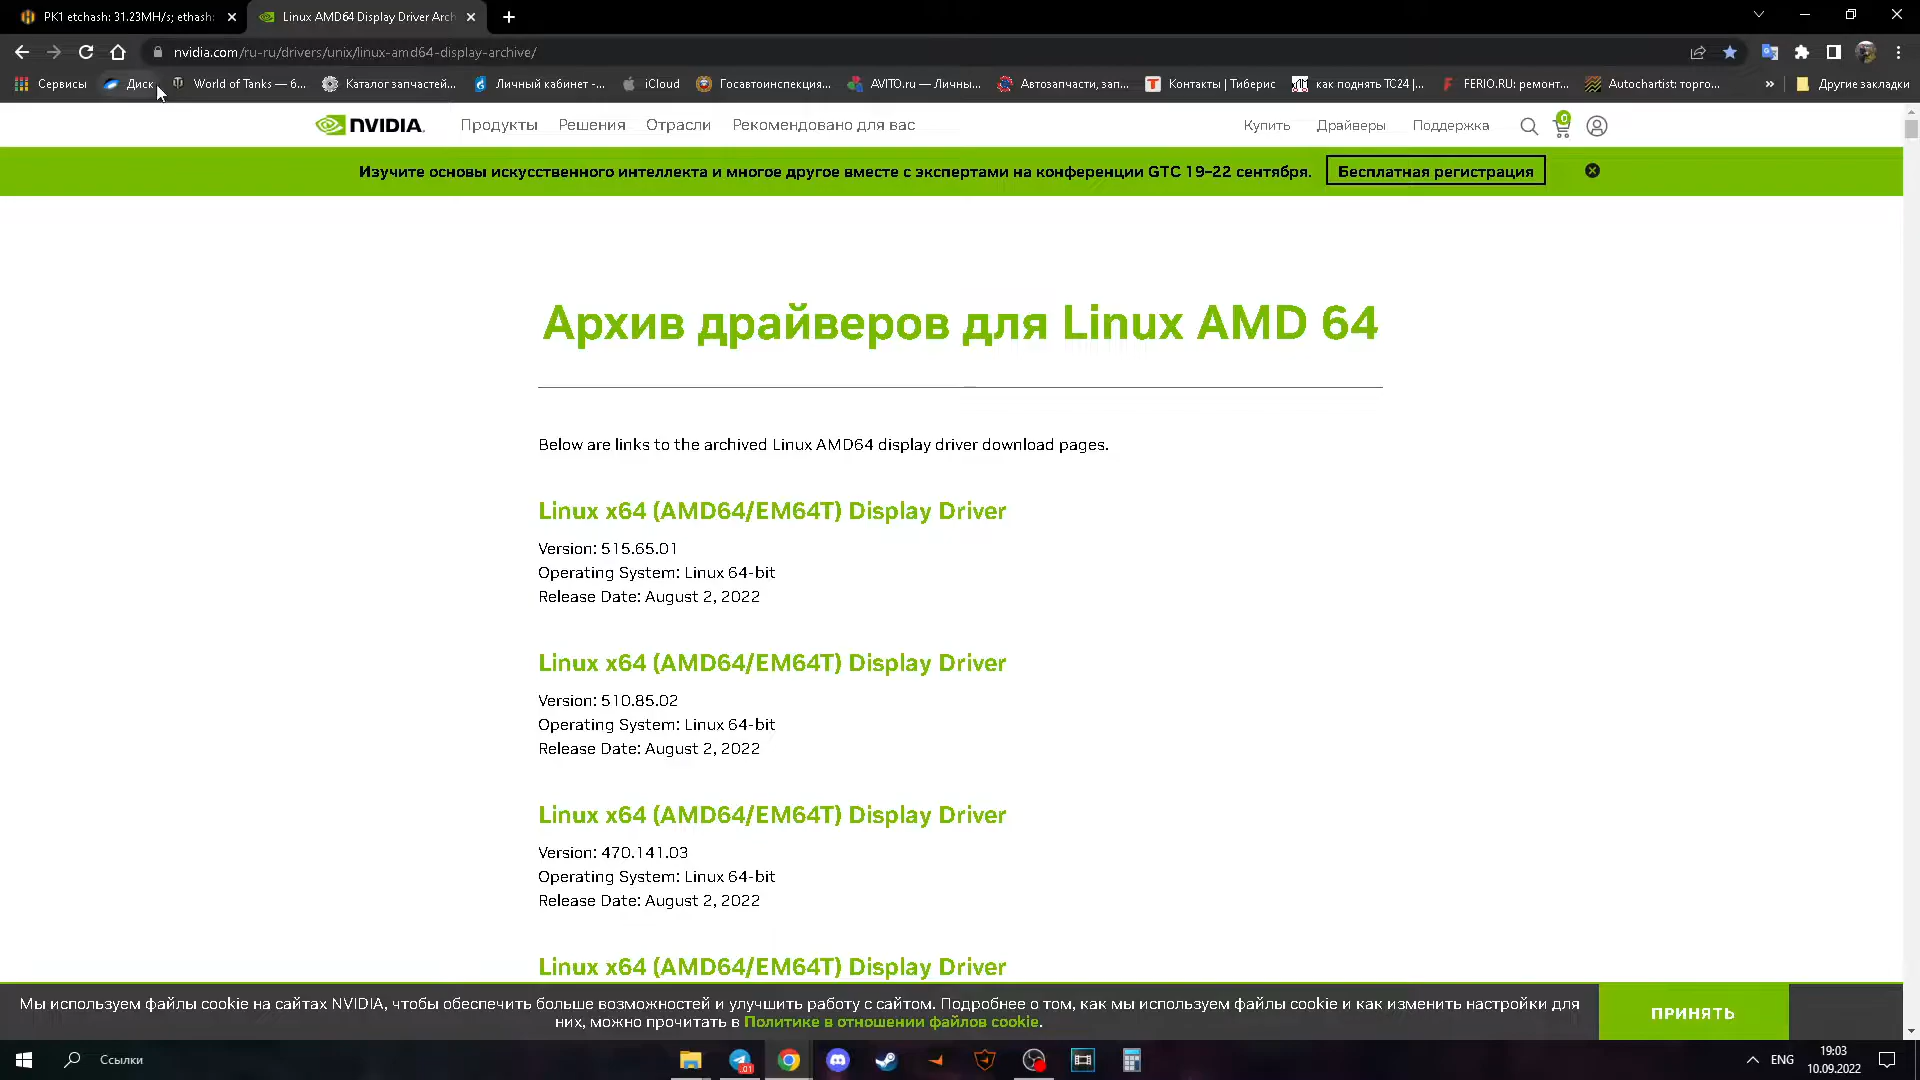 PK1 etchash: 31.23MH/s; ethash:
Linux AMD64 Display Driver Arch
nvidia.com/ru-ru/drivers/unix/linux-amd64-display-archive/
Сервисы
Диск
World of Tanks — б...
Каталог запчастей...
Личный кабинет -...
iCloud
Госавтоинспекция...
AVITO.ru — Личны...
Автозапчасти, зап...
Контакты | Тиберис
как поднять ТС24 |...
FERIO.RU: ремонт...
Autochartist: торго...
»
Другие закладки
NVIDIA.
Продукты
Решения
Отрасли
Рекомендовано для вас
Купить
Драйверы
Поддержка
0
Изучите основы искусственного интеллекта и многое другое вместе с экспертами на конференции GTC 19–22 сентября.
Бесплатная регистрация
Архив драйверов для Linux AMD 64
Below are links to the archived Linux AMD64 display driver download pages.
Linux x64 (AMD64/EM64T) Display Driver
Version: 515.65.01
Operating System: Linux 64-bit
Release Date: August 2, 2022
Linux x64 (AMD64/EM64T) Display Driver
Version: 510.85.02
Operating System: Linux 64-bit
Release Date: August 2, 2022
Linux x64 (AMD64/EM64T) Display Driver
Version: 470.141.03
Operating System: Linux 64-bit
Release Date: August 2, 2022
Linux x64 (AMD64/EM64T) Display Driver
Мы используем файлы cookie на сайтах NVIDIA, чтобы обеспечить больше возможностей и улучшить работу с сайтом. Подробнее о том, как мы используем файлы cookie и как изменить настройки для
них, можно прочитать в Политике в отношении файлов cookie.
ПРИНЯТЬ
Ссылки
.01
ENG
19:03
10.09.2022